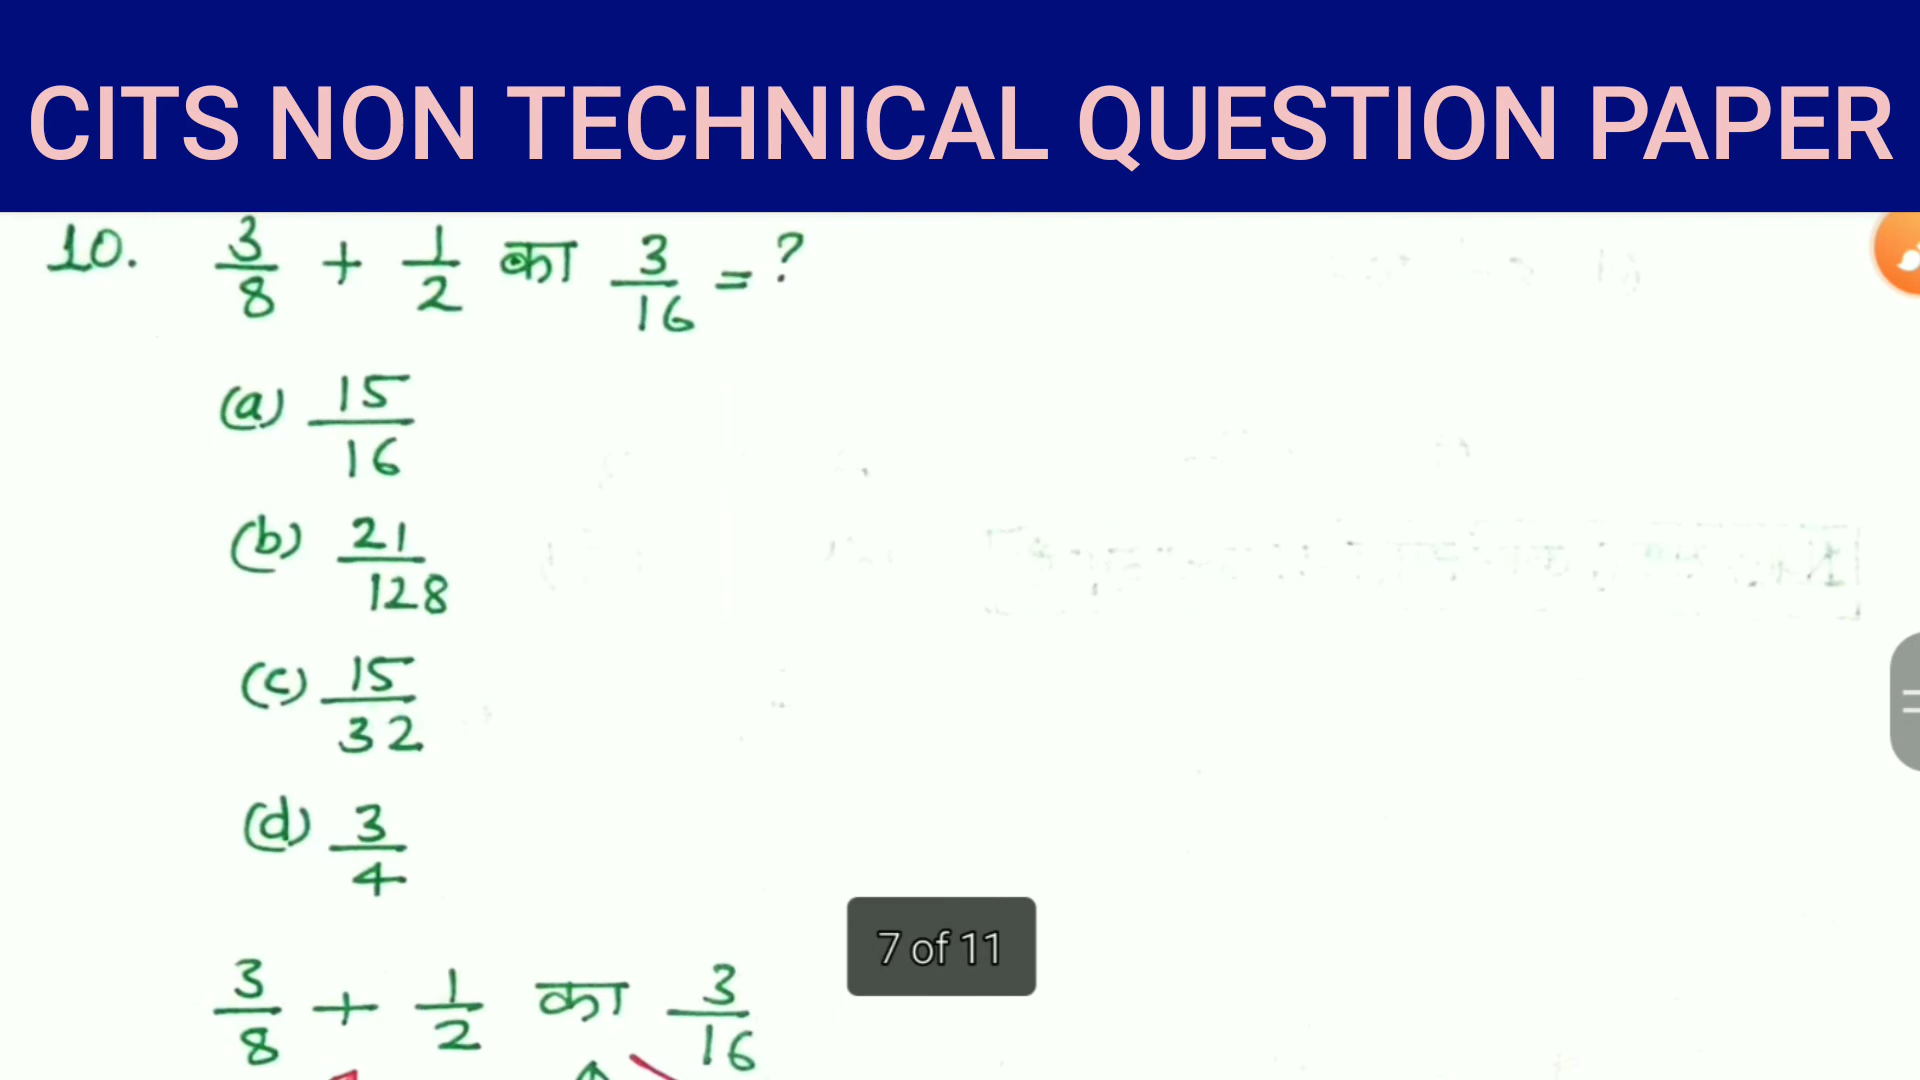 CITS NON TECHNICAL QUESTION PAPER
10. 3/8 + 1/2 का 3/16 = ?
(a) 15/16
(b) 21/128
(c) 15/32
(d) 3/4
7 of 11
3/8 + 1/2 का 3/16